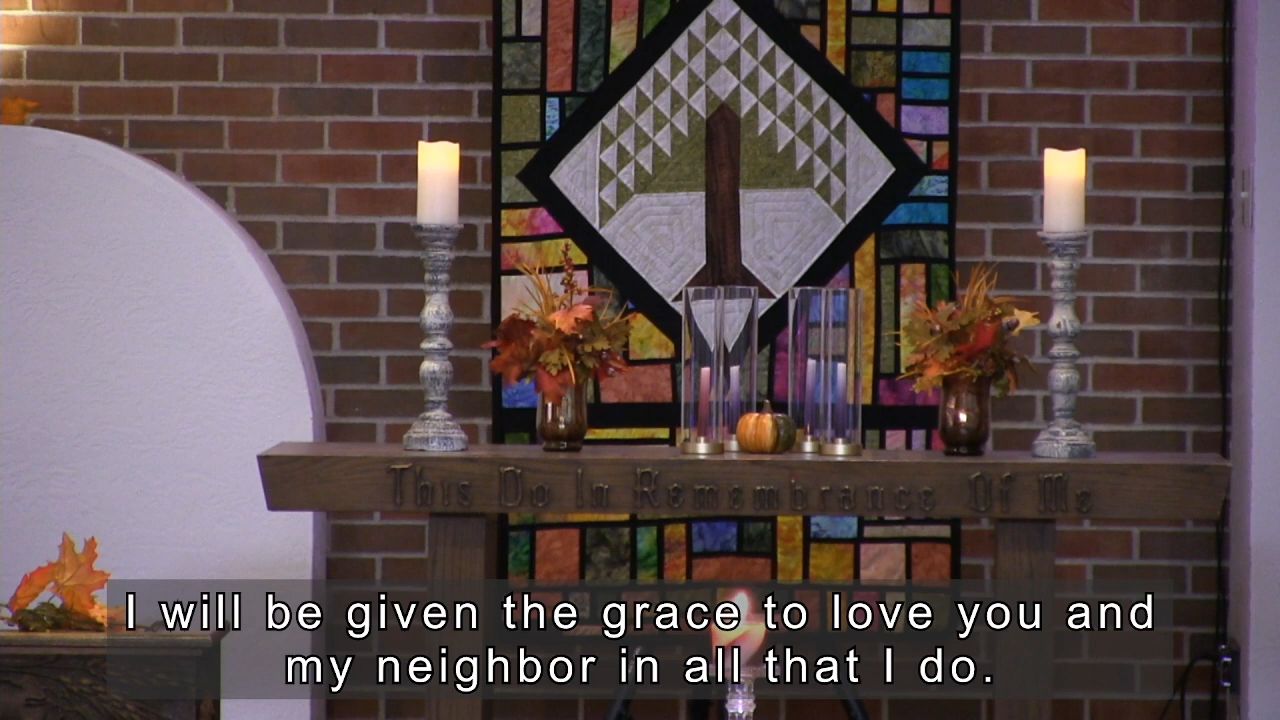 This Do In Remembrance Of Me
I will be given the grace to love you and
my neighbor in all that I do.